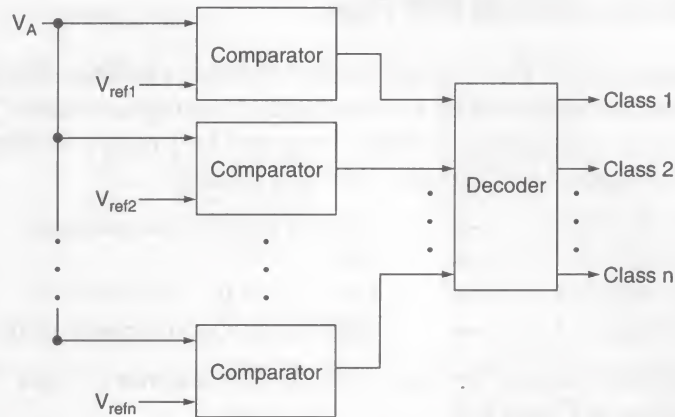 V_A
Comparator
V_ref1
Class 1
Comparator
Class 2
Decoder
V_ref2
Class n
Comparator
V_refn